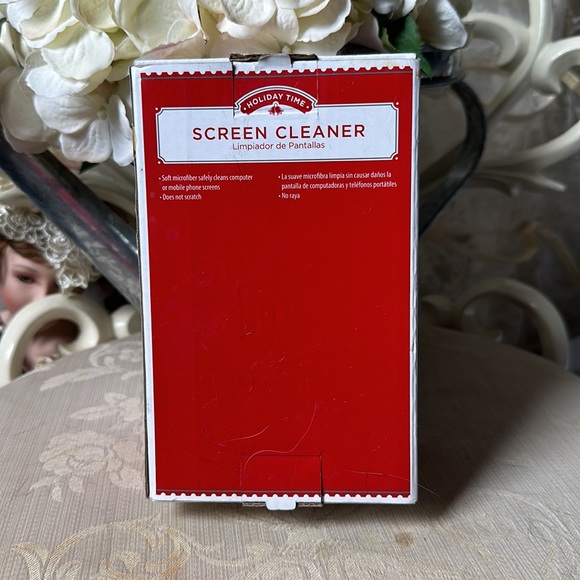 HOLIDAY TIME
SCREEN CLEANER
Limpiador de Pantallas
• Soft microfiber safely cleans computer
or mobile phone screens
• Does not scratch
• La suave microfibra limpia sin causar daños la
pantalla de computadoras y teléfonos portátiles
• No raya